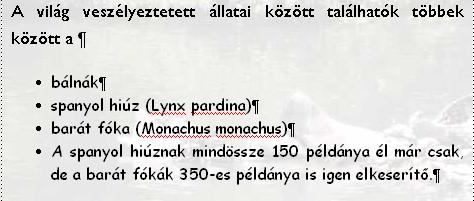 A világ veszélyeztetett állatai között találhatók többek
között a ¶
• bálnák¶
• spanyol hiúz (Lynx pardina)¶
• barát fóka (Monachus monachus)¶
• A spanyol hiúznak mindössze 150 példánya él már csak,
de a barát fókák 350-es példánya is igen elkeserítő.¶